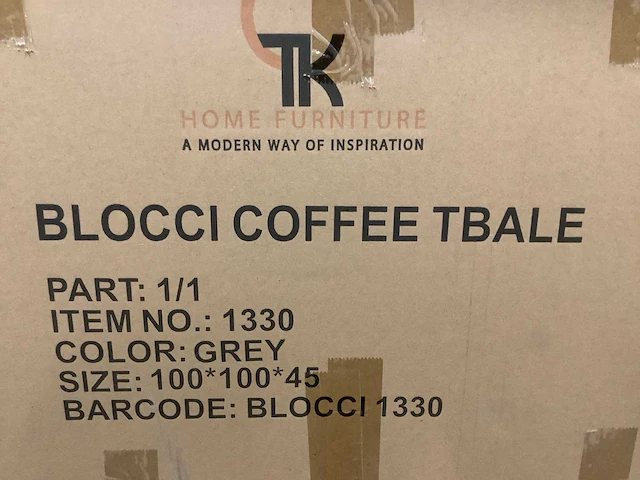 TK
HOME FURNITURE
A MODERN WAY OF INSPIRATION
BLOCCI COFFEE TBALE
PART: 1/1
ITEM NO.: 1330
COLOR: GREY
SIZE: 100*100*45
BARCODE: BLOCCI 1330